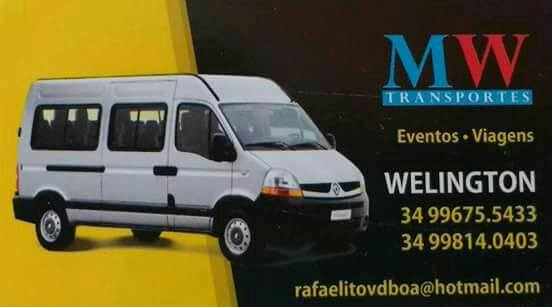 MW
TRANSPORTES
Eventos • Viagens
WELINGTON
34 99675.5433
34 99814.0403
rafaelitovdboa@hotmail.com